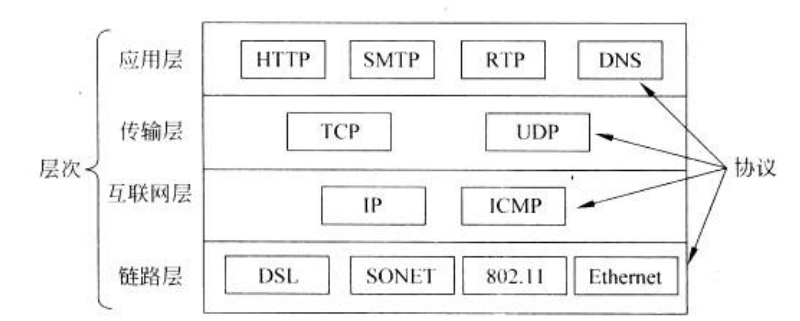 应用层 HTTP SMTP RTP DNS
传输层 TCP UDP
层次 协议
互联网层 IP ICMP
链路层 DSL SONET 802.11 Ethernet